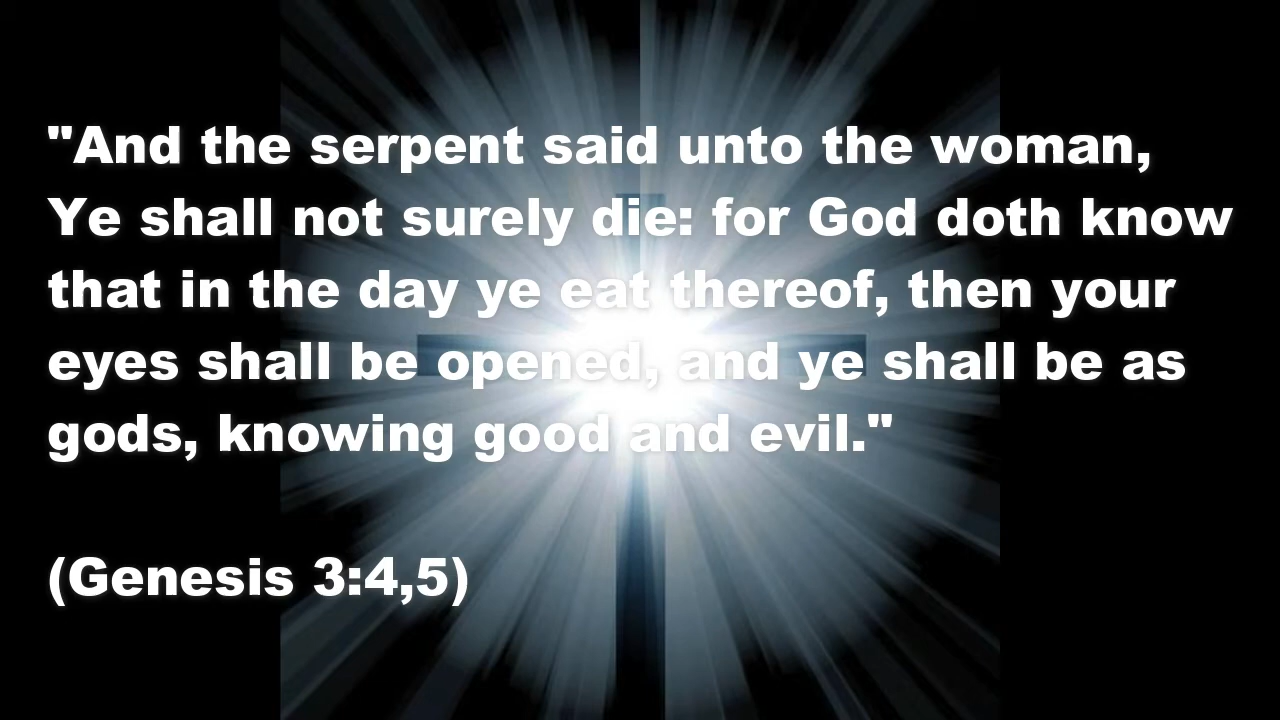 "And the serpent said unto the woman,
Ye shall not surely die: for God doth know
that in the day ye eat thereof, then your
eyes shall be opened, and ye shall be as
gods, knowing good and evil."
(Genesis 3:4,5)